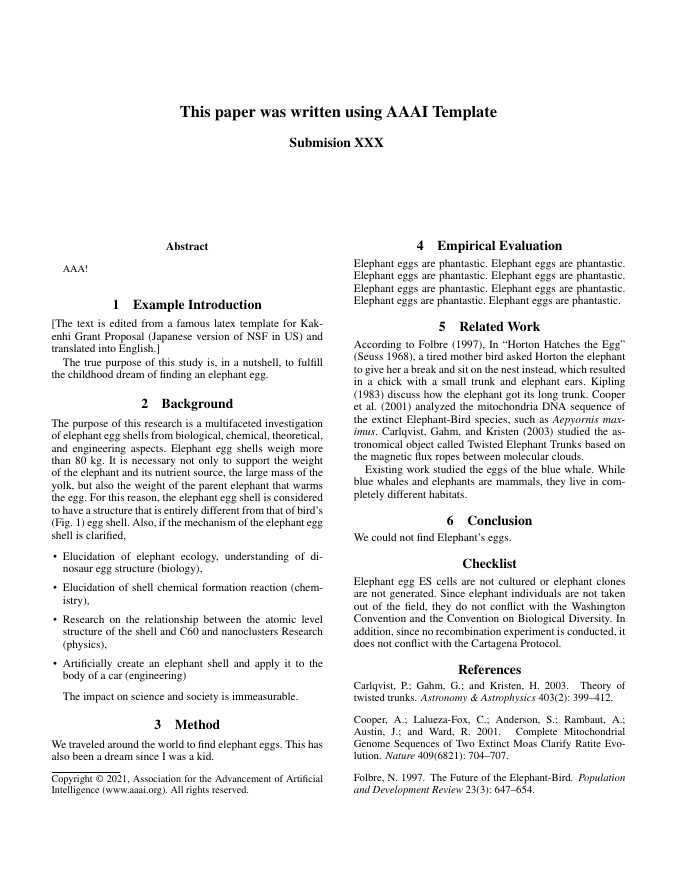 This paper was written using AAAI Template
Submision XXX
Abstract
AAA!
1 Example Introduction
[The text is edited from a famous latex template for Kak-
enhi Grant Proposal (Japanese version of NSF in US) and
translated into English.]
The true purpose of this study is, in a nutshell, to fulfill
the childhood dream of finding an elephant egg.
2 Background
The purpose of this research is a multifaceted investigation
of elephant egg shells from biological, chemical, theoretical,
and engineering aspects. Elephant egg shells weigh more
than 80 kg. It is necessary not only to support the weight
of the elephant and its nutrient source, the large mass of the
yolk, but also the weight of the parent elephant that warms
the egg. For this reason, the elephant egg shell is considered
to have a structure that is entirely different from that of bird's
(Fig. 1) egg shell. Also, if the mechanism of the elephant egg
shell is clarified,
• Elucidation of elephant ecology, understanding of di-
nosaur egg structure (biology),
• Elucidation of shell chemical formation reaction (chem-
istry),
• Research on the relationship between the atomic level
structure of the shell and C60 and nanoclusters Research
(physics),
• Artificially create an elephant shell and apply it to the
body of a car (engineering)
The impact on science and society is immeasurable.
3 Method
We traveled around the world to find elephant eggs. This has
also been a dream since I was a kid.
Copyright © 2021, Association for the Advancement of Artificial
Intelligence (www.aaai.org). All rights reserved.
4 Empirical Evaluation
Elephant eggs are phantastic. Elephant eggs are phantastic.
Elephant eggs are phantastic. Elephant eggs are phantastic.
Elephant eggs are phantastic. Elephant eggs are phantastic.
Elephant eggs are phantastic. Elephant eggs are phantastic.
5 Related Work
According to Folbre (1997), In "Horton Hatches the Egg"
(Seuss 1968), a tired mother bird asked Horton the elephant
to give her a break and sit on the nest instead, which resulted
in a chick with a small trunk and elephant ears. Kipling
(1983) discuss how the elephant got its long trunk. Cooper
et al. (2001) analyzed the mitochondria DNA sequence of
the extinct Elephant-Bird species, such as Aepyornis max-
imus. Carlqvist, Gahm, and Kristen (2003) studied the as-
tronomical object called Twisted Elephant Trunks based on
the magnetic flux ropes between molecular clouds.
Existing work studied the eggs of the blue whale. While
blue whales and elephants are mammals, they live in com-
pletely different habitats.
6 Conclusion
We could not find Elephant's eggs.
Checklist
Elephant egg ES cells are not cultured or elephant clones
are not generated. Since elephant individuals are not taken
out of the field, they do not conflict with the Washington
Convention and the Convention on Biological Diversity. In
addition, since no recombination experiment is conducted, it
does not conflict with the Cartagena Protocol.
References
Carlqvist, P.; Gahm, G.; and Kristen, H. 2003. Theory of
twisted trunks. Astronomy & Astrophysics 403(2): 399–412.
Cooper, A.; Lalueza-Fox, C.; Anderson, S.; Rambaut, A.;
Austin, J.; and Ward, R. 2001. Complete Mitochondrial
Genome Sequences of Two Extinct Moas Clarify Ratite Evo-
lution. Nature 409(6821): 704–707.
Folbre, N. 1997. The Future of the Elephant-Bird. Population
and Development Review 23(3): 647–654.